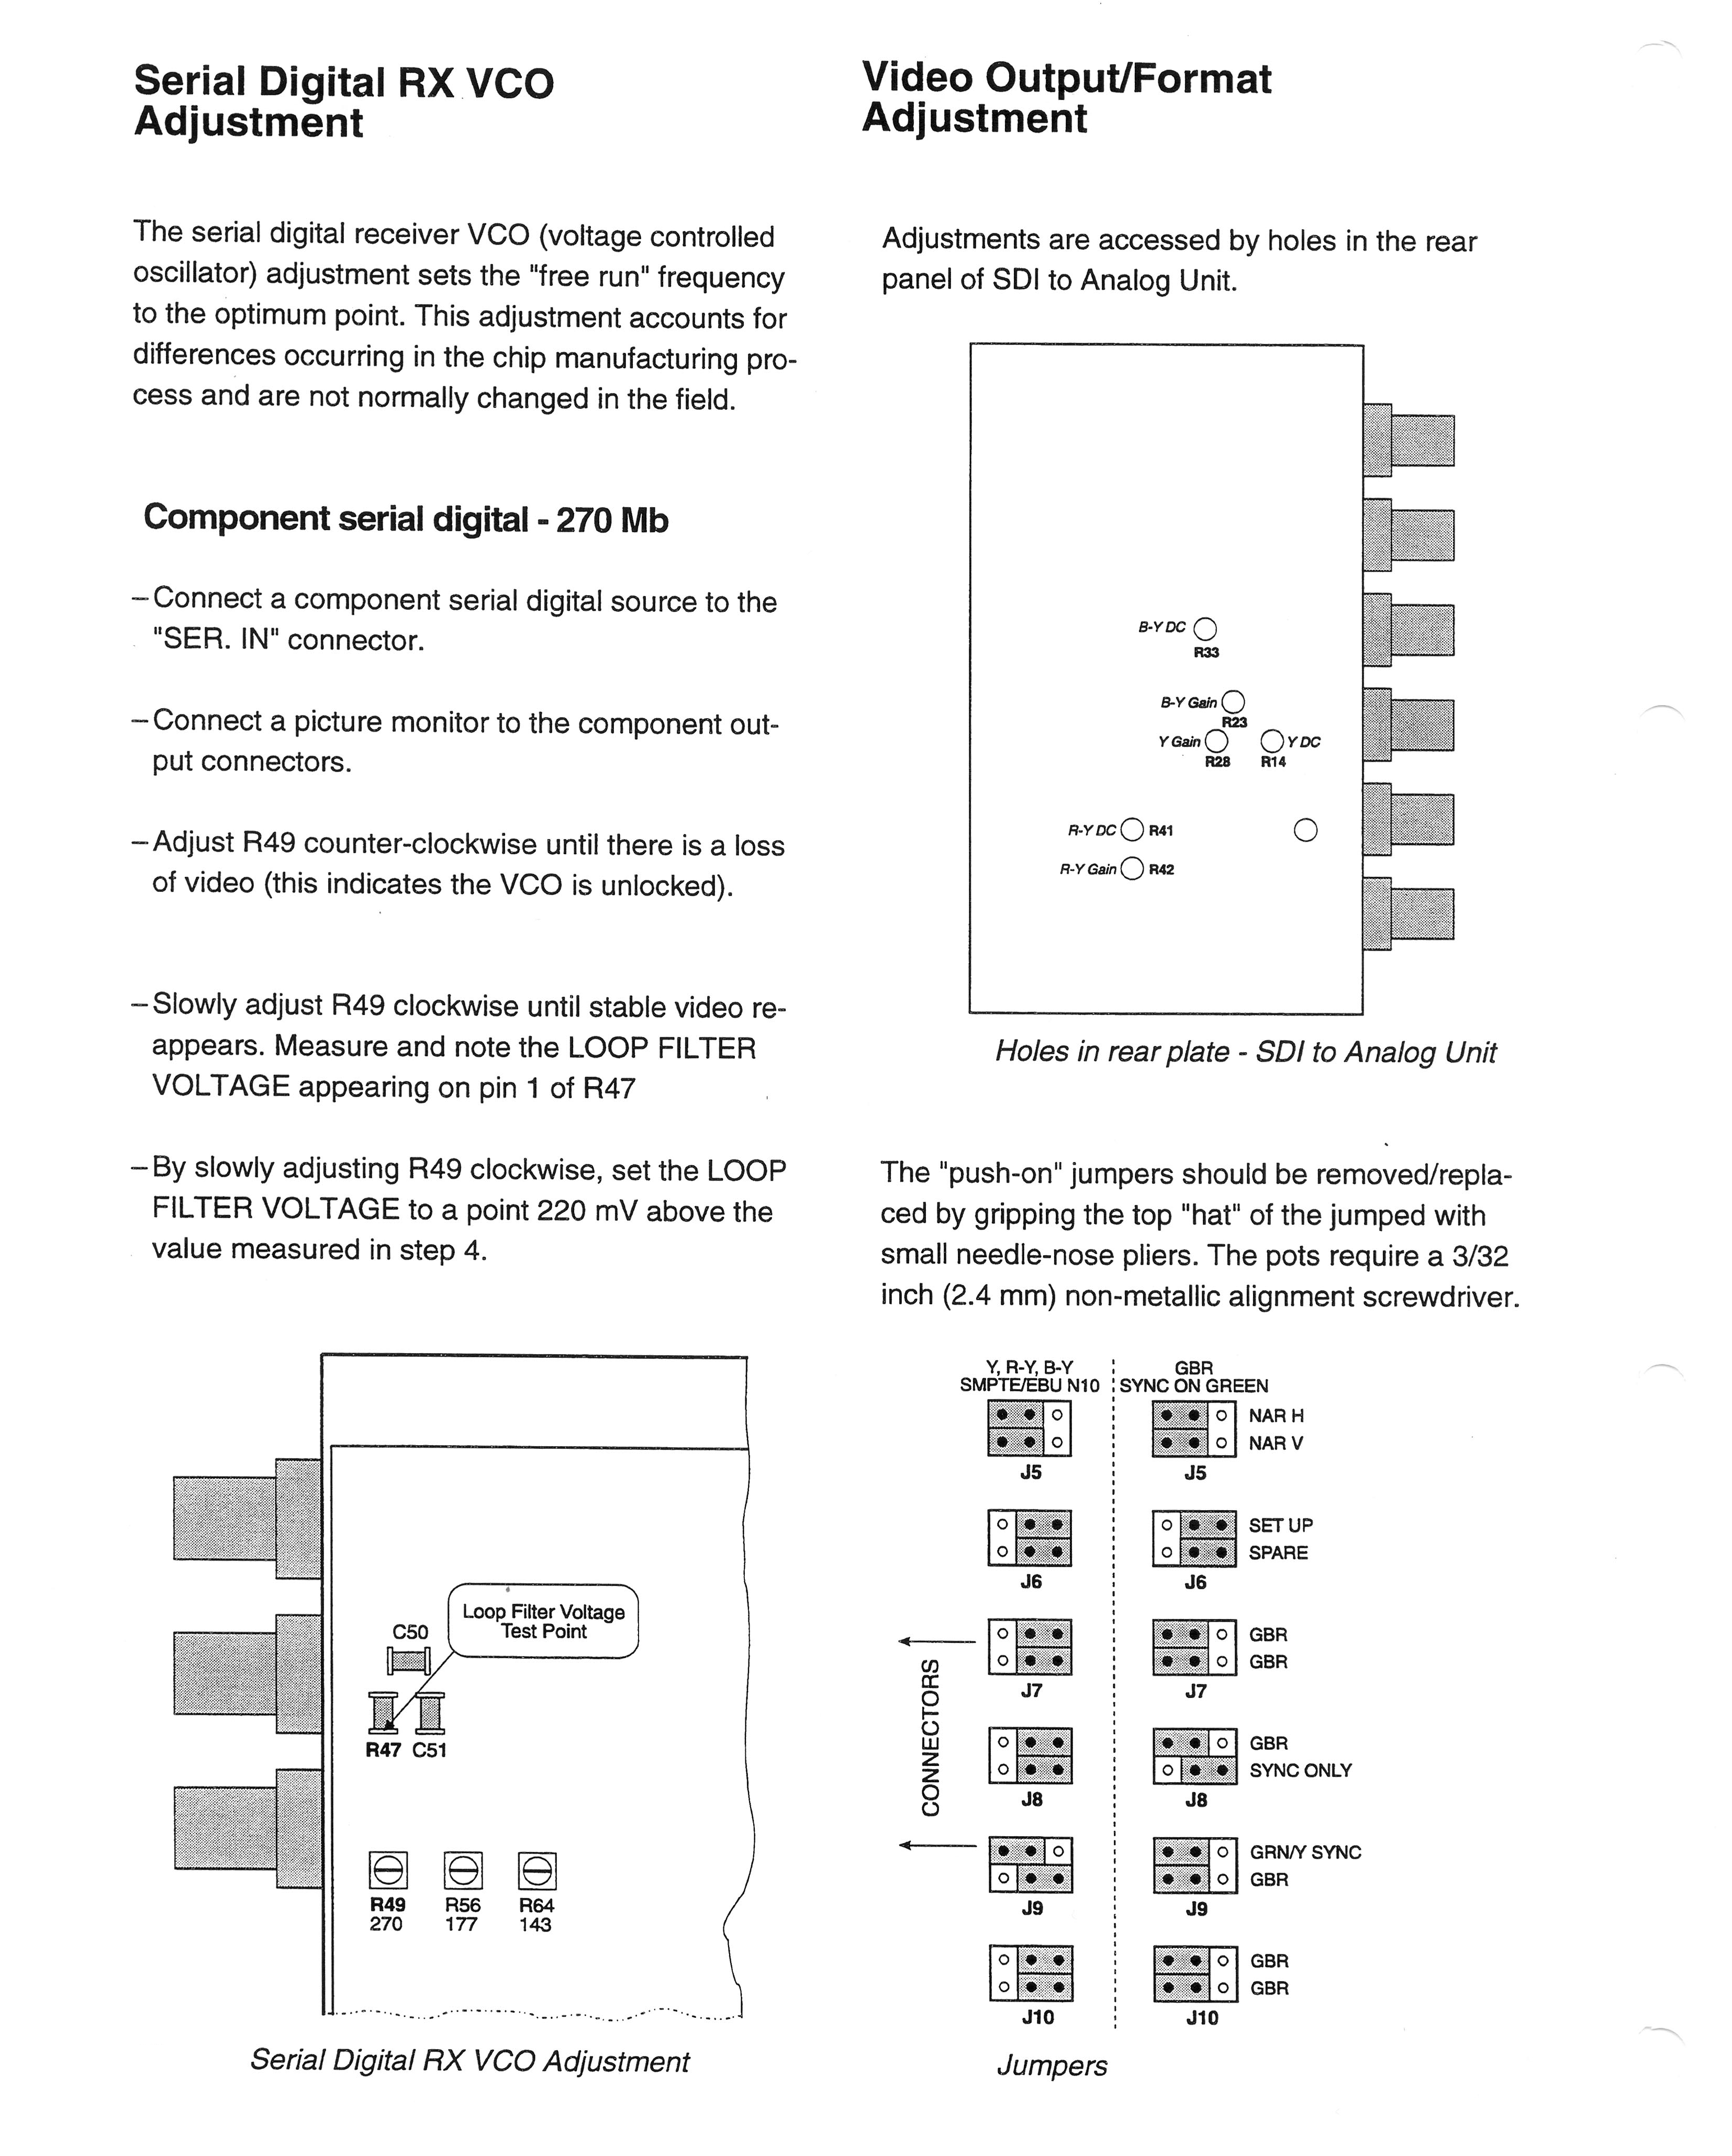 Serial Digital RX VCO
Adjustment
The serial digital receiver VCO (voltage controlled
oscillator) adjustment sets the "free run" frequency
to the optimum point. This adjustment accounts for
differences occurring in the chip manufacturing pro-
cess and are not normally changed in the field.
Component serial digital - 270 Mb
– Connect a component serial digital source to the
"SER. IN" connector.
– Connect a picture monitor to the component out-
put connectors.
– Adjust R49 counter-clockwise until there is a loss
of video (this indicates the VCO is unlocked).
– Slowly adjust R49 clockwise until stable video re-
appears. Measure and note the LOOP FILTER
VOLTAGE appearing on pin 1 of R47
– By slowly adjusting R49 clockwise, set the LOOP
FILTER VOLTAGE to a point 220 mV above the
value measured in step 4.
Loop Filter Voltage
Test Point
C50
R47 C51
R49 R56 R64
270 177 143
Serial Digital RX VCO Adjustment
Video Output/Format
Adjustment
Adjustments are accessed by holes in the rear
panel of SDI to Analog Unit.
B-Y DC
R33
B-Y Gain
R23
Y Gain Y DC
R28 R14
R-Y DC R41
R-Y Gain R42
Holes in rear plate - SDI to Analog Unit
The "push-on" jumpers should be removed/repla-
ced by gripping the top "hat" of the jumped with
small needle-nose pliers. The pots require a 3/32
inch (2.4 mm) non-metallic alignment screwdriver.
Y, R-Y, B-Y GBR
SMPTE/EBU N10 SYNC ON GREEN
NAR H
NAR V
J5 J5
SET UP
SPARE
J6 J6
GBR
GBR
J7 J7
CONNECTORS
GBR
SYNC ONLY
J8 J8
GRN/Y SYNC
GBR
J9 J9
GBR
GBR
J10 J10
Jumpers